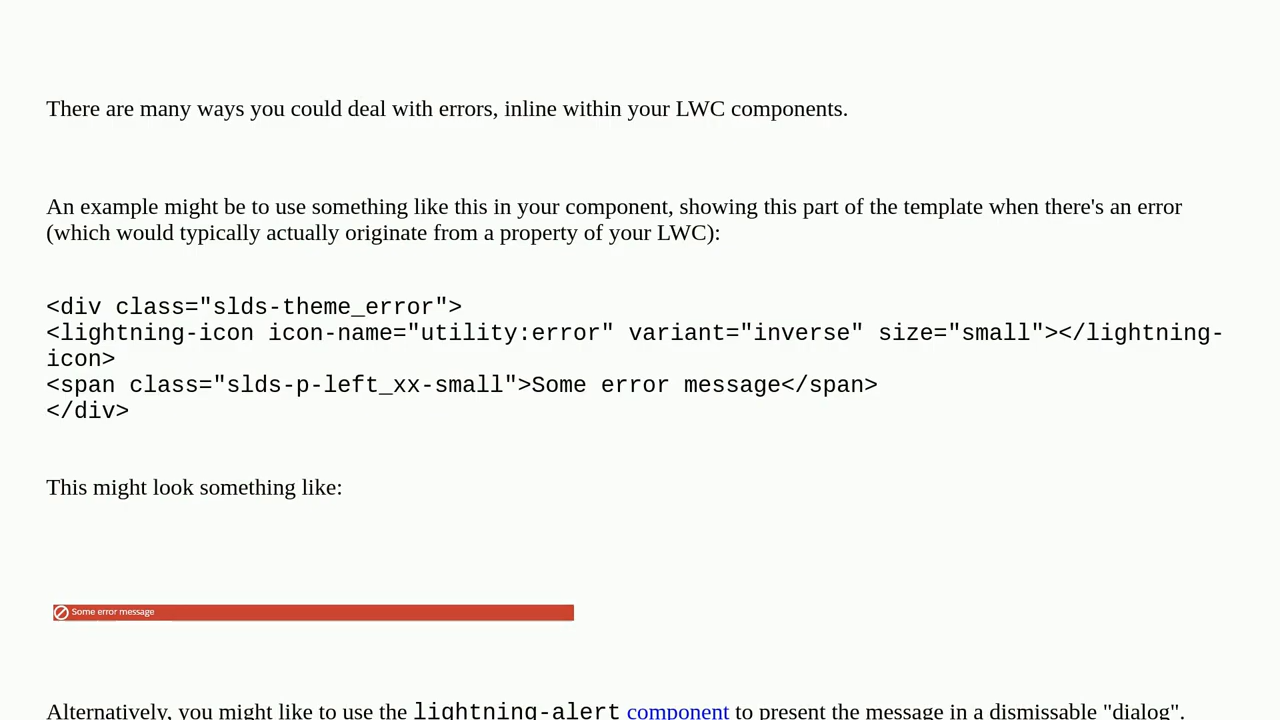 There are many ways you could deal with errors, inline within your LWC components.
An example might be to use something like this in your component, showing this part of the template when there's an error
(which would typically actually originate from a property of your LWC):
<div class="slds-theme_error">
<lightning-icon icon-name="utility:error" variant="inverse" size="small"></lightning-
icon>
<span class="slds-p-left_xx-small">Some error message</span>
</div>
This might look something like:
Some error message
Alternatively, you might like to use the lightning-alert component to present the message in a dismissable "dialog".